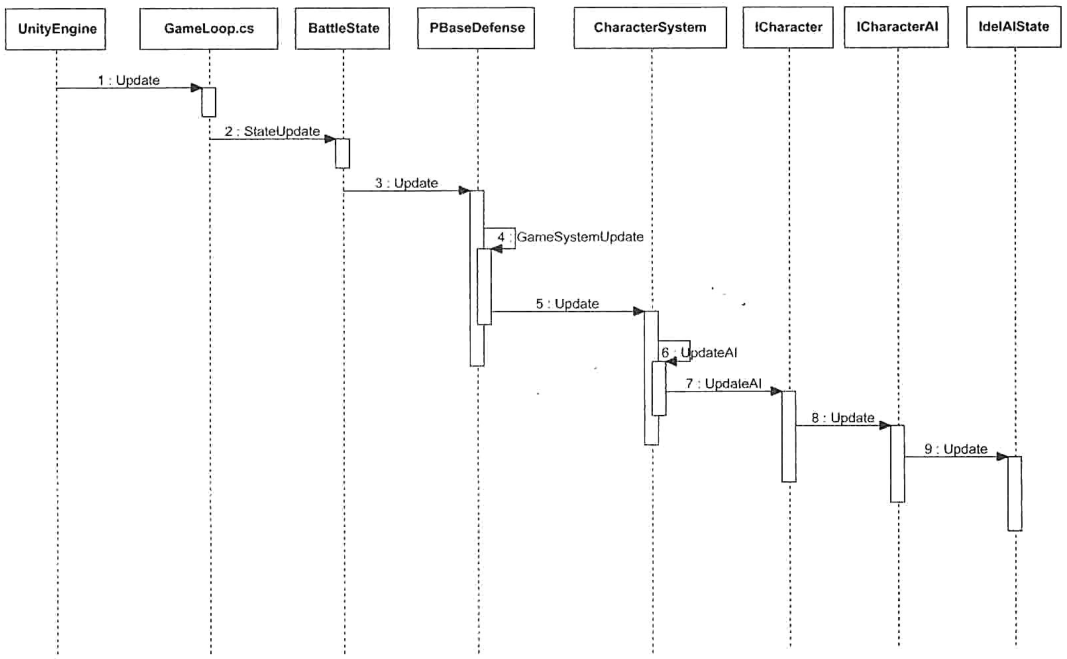 UnityEngine
GameLoop.cs
BattleState
PBaseDefense
CharacterSystem
ICharacter
ICharacterAI
IdelAIState
1 : Update
2 : StateUpdate
3 : Update
4 : GameSystemUpdate
5 : Update
6 : UpdateAI
7 : UpdateAI
8 : Update
9 : Update